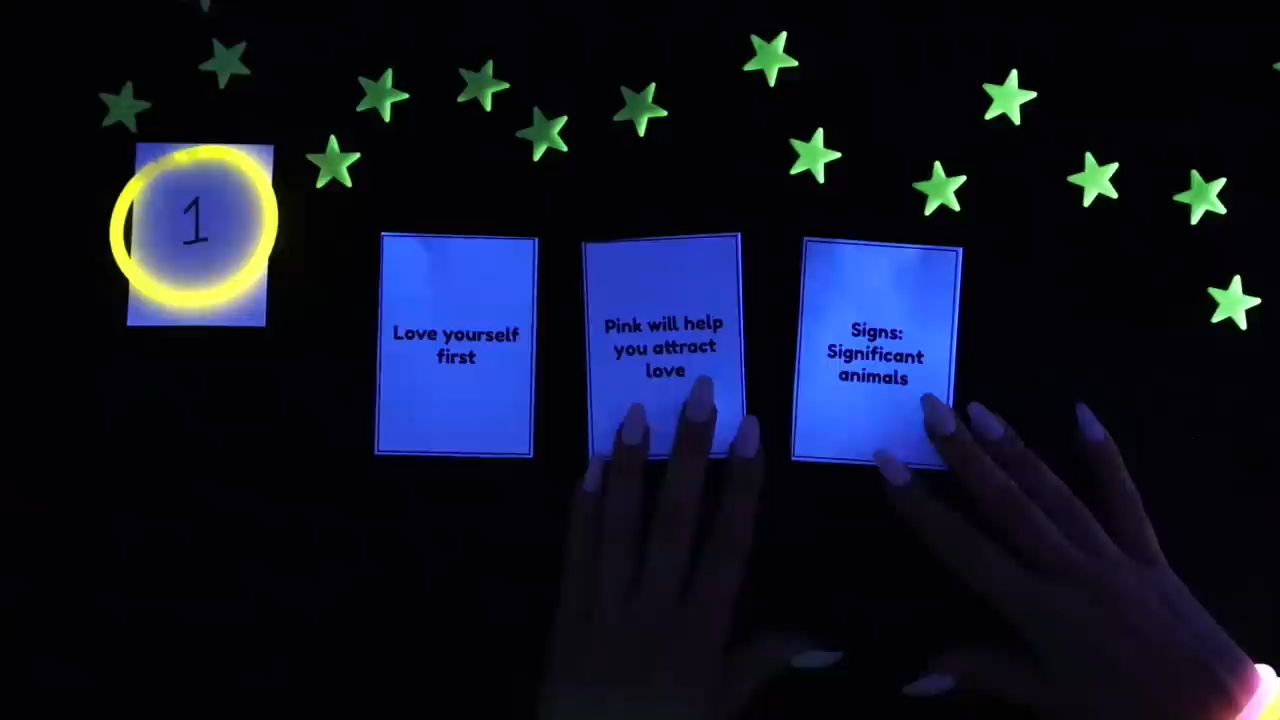 1
Love yourself
first
Pink will help
you attract
love
Signs:
Significant
animals